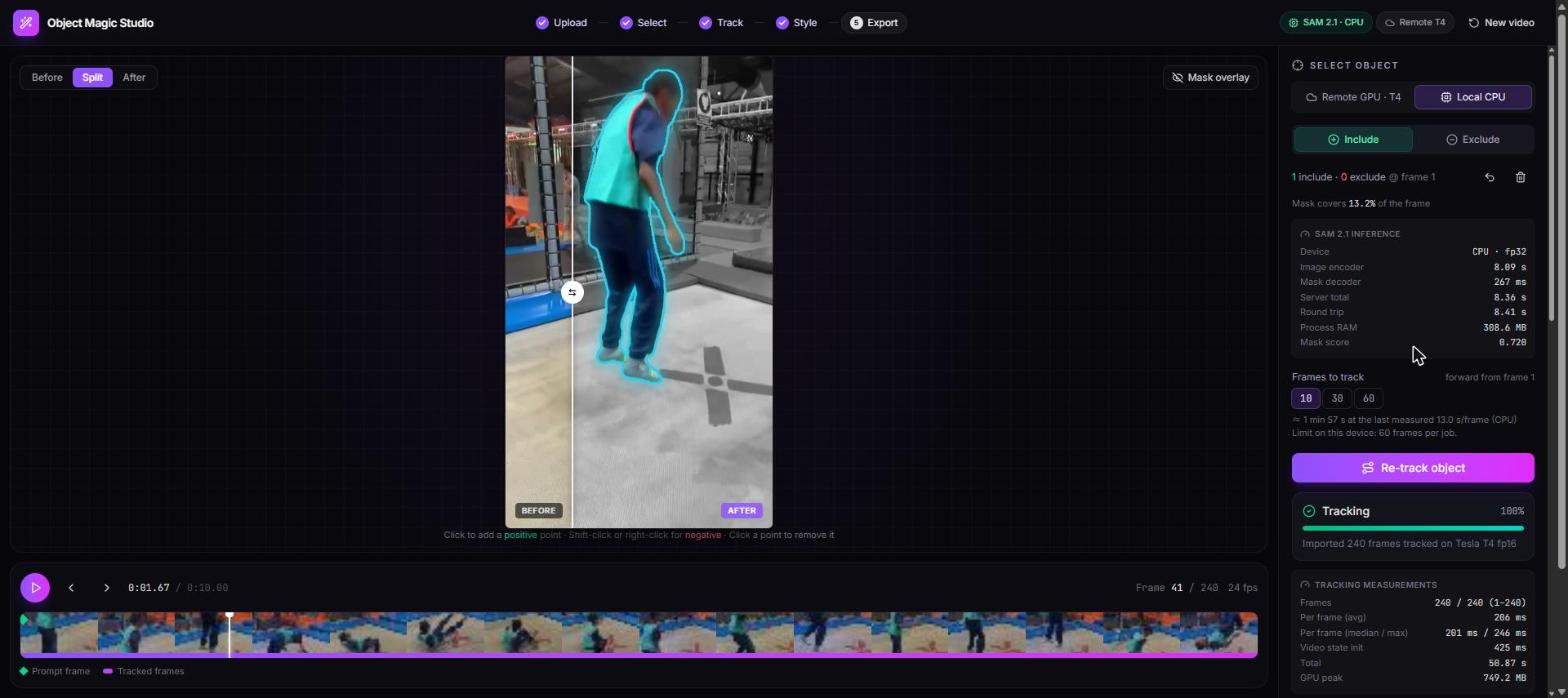 Object Magic Studio
Upload
Select
Track
Style
5 Export
SAM 2.1 · CPU
Remote T4
New video
Before
Split
After
Mask overlay
BEFORE
AFTER
Click to add a positive point · Shift-click or right-click for negative · Click a point to remove it
0:01.67 / 0:10.00
Frame 41 / 240 24 fps
Prompt frame
Tracked frames
SELECT OBJECT
Remote GPU · T4
Local CPU
Include
Exclude
1 include · 0 exclude @ frame 1
Mask covers 13.2% of the frame
SAM 2.1 INFERENCE
Device CPU · fp32
Image encoder 8.09 s
Mask decoder 267 ms
Server total 8.36 s
Round trip 8.41 s
Process RAM 308.6 MB
Mask score 0.720
Frames to track forward from frame 1
10 30 60
≈ 1 min 57 s at the last measured 13.0 s/frame (CPU)
Limit on this device: 60 frames per job.
Re-track object
Tracking 100%
Imported 240 frames tracked on Tesla T4 fp16
TRACKING MEASUREMENTS
Frames 240 / 240 (1–240)
Per frame (avg) 206 ms
Per frame (median / max) 201 ms / 246 ms
Video state init 425 ms
Total 50.87 s
GPU peak 749.2 MB